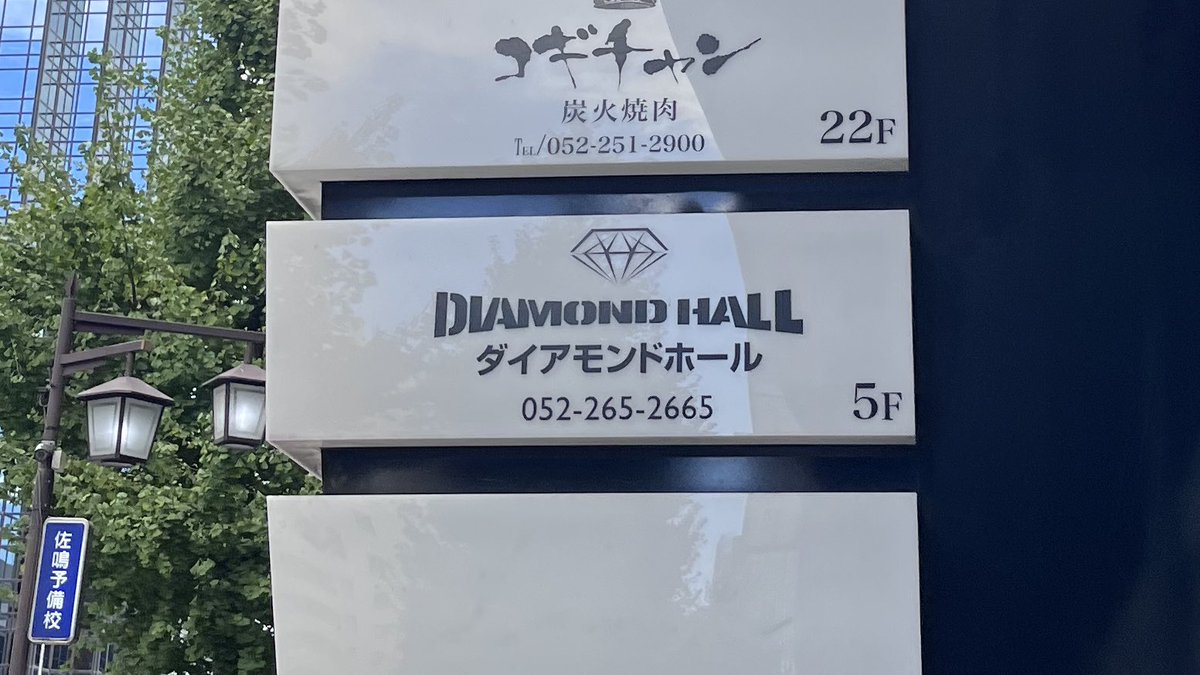 コギチャン
炭火焼肉
TEL/052-251-2900
22F
DIAMOND HALL
ダイアモンドホール
052-265-2665
5F
佐鳴予備校